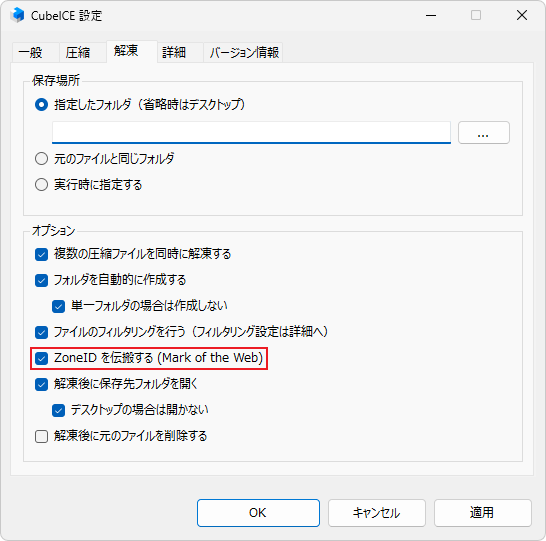 CubeICE 設定
一般 圧縮 解凍 詳細 バージョン情報
保存場所
指定したフォルダ（省略時はデスクトップ）
...
元のファイルと同じフォルダ
実行時に指定する
オプション
複数の圧縮ファイルを同時に解凍する
フォルダを自動的に作成する
単一フォルダの場合は作成しない
ファイルのフィルタリングを行う（フィルタリング設定は詳細へ）
ZoneID を伝搬する (Mark of the Web)
解凍後に保存先フォルダを開く
デスクトップの場合は開かない
解凍後に元のファイルを削除する
OK キャンセル 適用